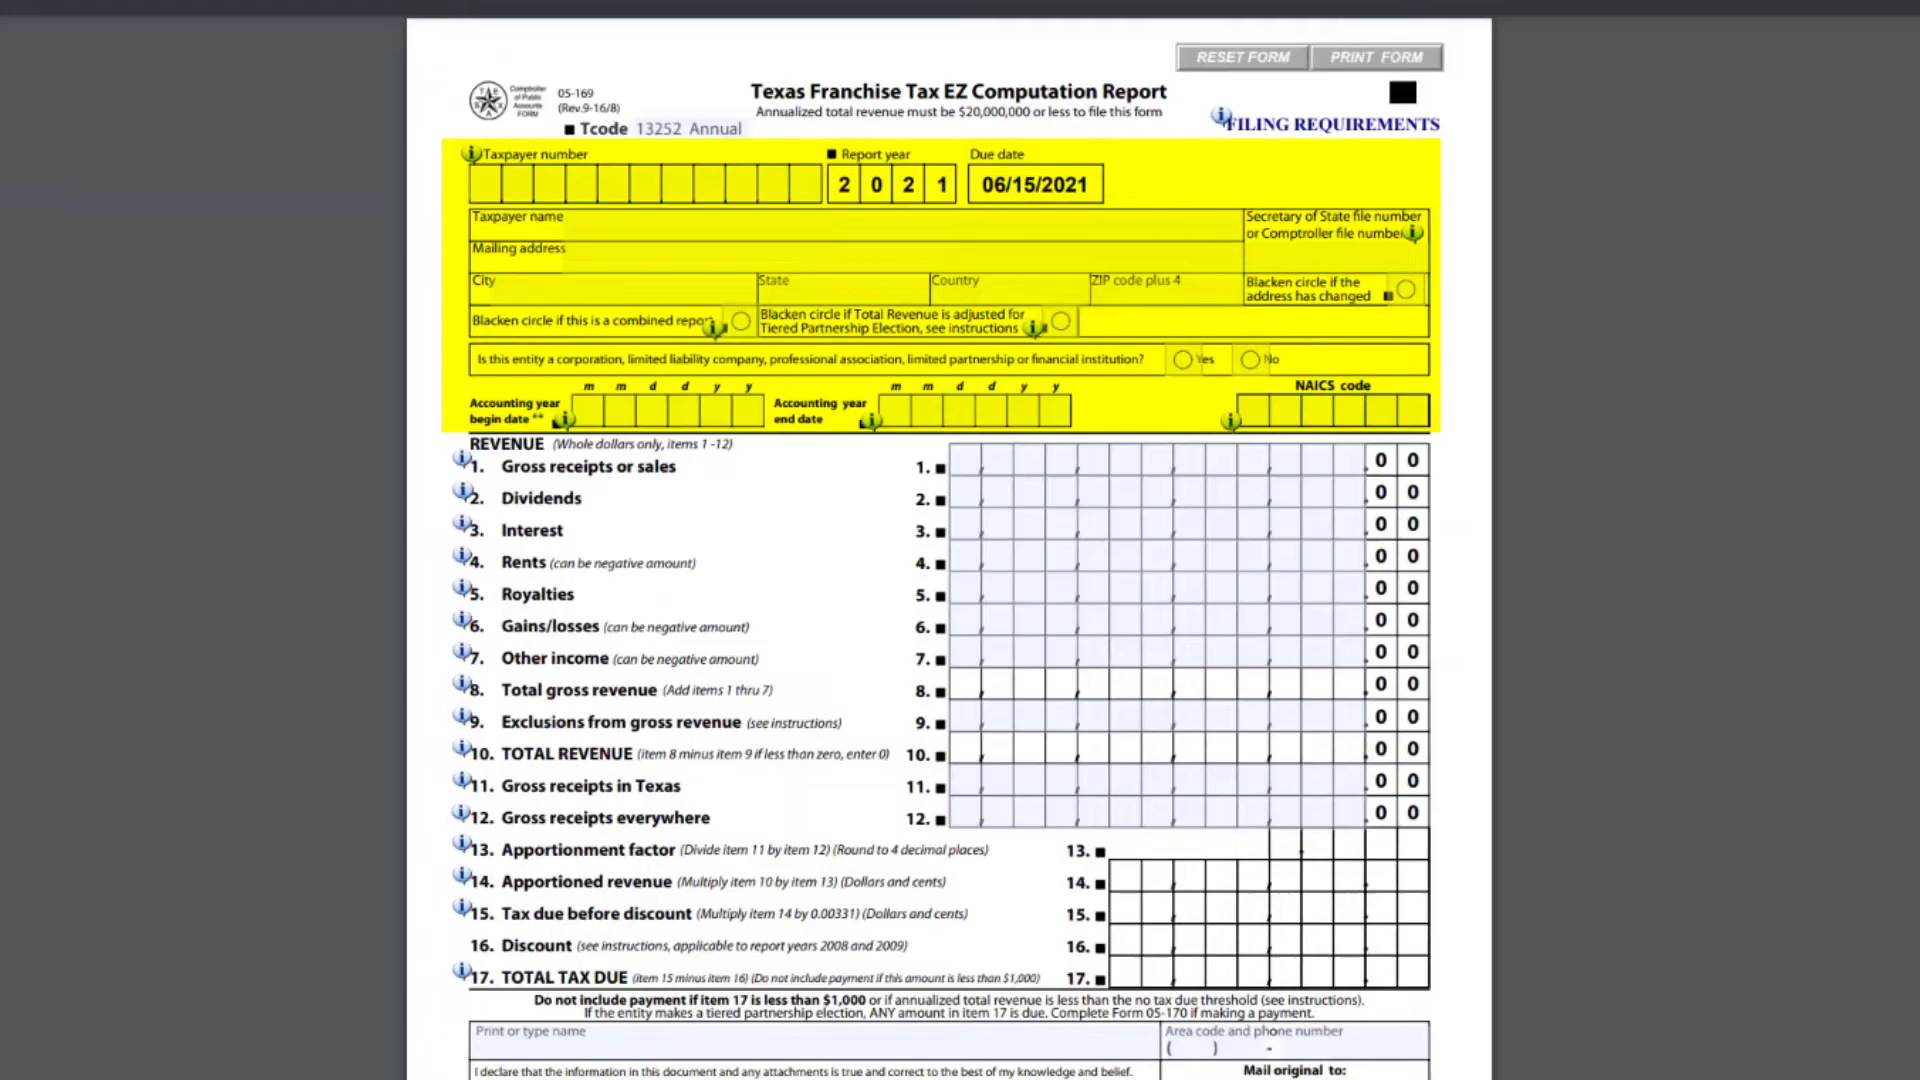 RESET FORM PRINT FORM
Comptroller of Public Accounts FORM
05-169
(Rev.9-16/8)
Texas Franchise Tax EZ Computation Report
Annualized total revenue must be $20,000,000 or less to file this form
FILING REQUIREMENTS
■ Tcode 13252 Annual
Taxpayer number ■ Report year Due date
2 0 2 1 06/15/2021
Taxpayer name
Secretary of State file number
or Comptroller file number
Mailing address
City State Country ZIP code plus 4
Blacken circle if the
address has changed
Blacken circle if this is a combined report
Blacken circle if Total Revenue is adjusted for
Tiered Partnership Election, see instructions
Is this entity a corporation, limited liability company, professional association, limited partnership or financial institution? Yes No
m m d d y y m m d d y y NAICS code
Accounting year
begin date **
Accounting year
end date
REVENUE (Whole dollars only, items 1 -12)
1. Gross receipts or sales 1. ■ . 0 0
2. Dividends 2. ■ . 0 0
3. Interest 3. ■ . 0 0
4. Rents (can be negative amount) 4. ■ . 0 0
5. Royalties 5. ■ . 0 0
6. Gains/losses (can be negative amount) 6. ■ . 0 0
7. Other income (can be negative amount) 7. ■ . 0 0
8. Total gross revenue (Add items 1 thru 7) 8. ■ . 0 0
9. Exclusions from gross revenue (see instructions) 9. ■ . 0 0
10. TOTAL REVENUE (item 8 minus item 9 if less than zero, enter 0) 10. ■ . 0 0
11. Gross receipts in Texas 11. ■ . 0 0
12. Gross receipts everywhere 12. ■ . 0 0
13. Apportionment factor (Divide item 11 by item 12) (Round to 4 decimal places) 13. ■
14. Apportioned revenue (Multiply item 10 by item 13) (Dollars and cents) 14. ■
15. Tax due before discount (Multiply item 14 by 0.00331) (Dollars and cents) 15. ■
16. Discount (see instructions, applicable to report years 2008 and 2009) 16. ■
17. TOTAL TAX DUE (item 15 minus item 16) (Do not include payment if this amount is less than $1,000) 17. ■
Do not include payment if item 17 is less than $1,000 or if annualized total revenue is less than the no tax due threshold (see instructions).
If the entity makes a tiered partnership election, ANY amount in item 17 is due. Complete Form 05-170 if making a payment.
Print or type name Area code and phone number
( ) -
I declare that the information in this document and any attachments is true and correct to the best of my knowledge and belief. Mail original to: